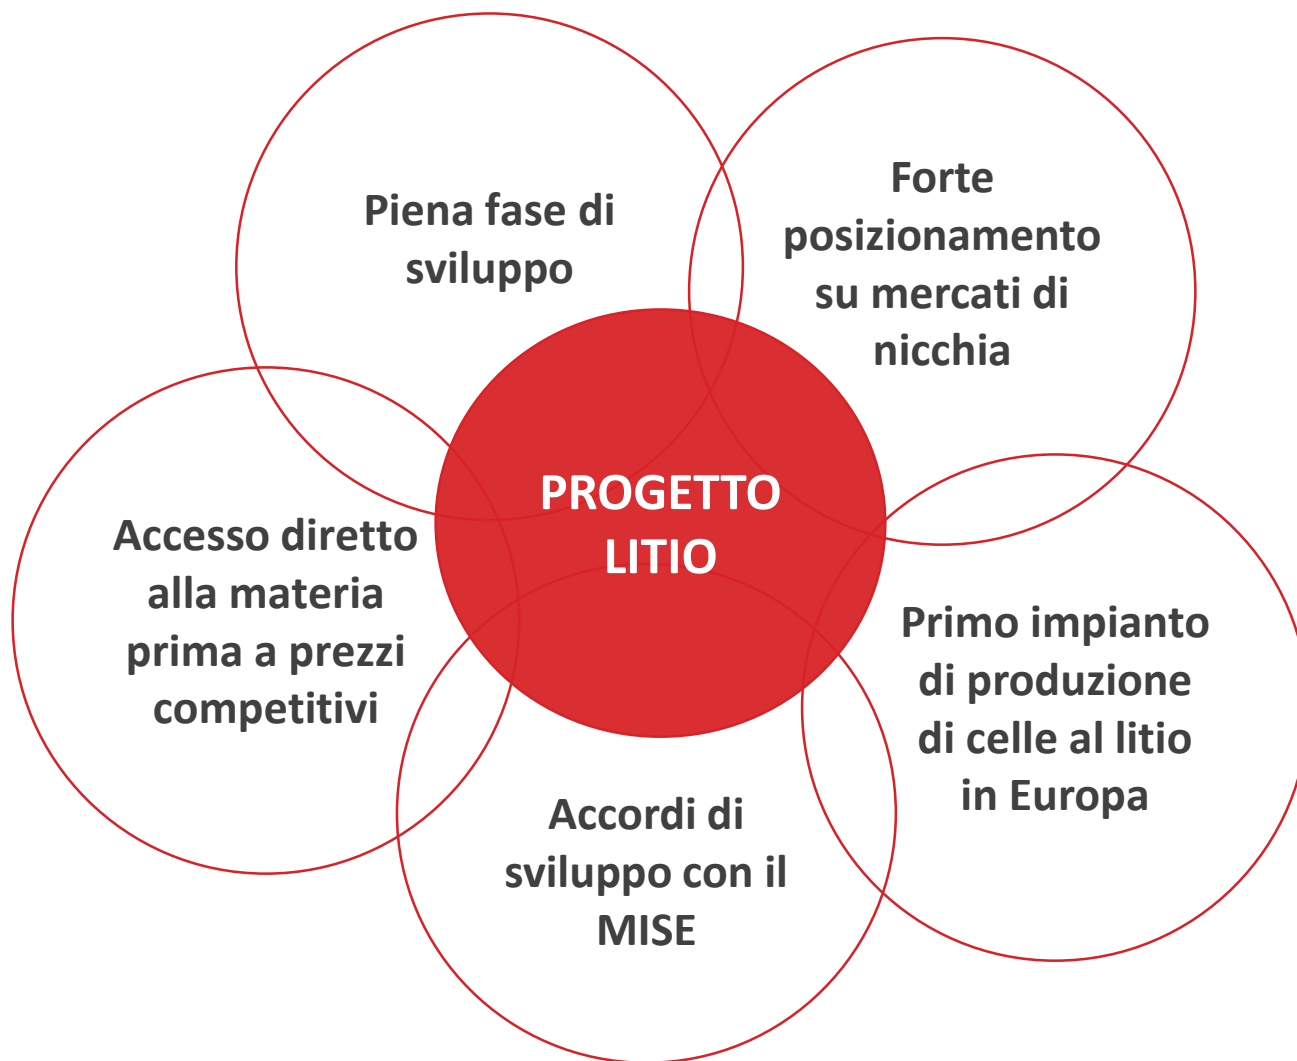 Piena fase di
sviluppo
Forte
posizionamento
su mercati di
nicchia
PROGETTO
LITIO
Accesso diretto
alla materia
prima a prezzi
competitivi
Primo impianto
di produzione
di celle al litio
in Europa
Accordi di
sviluppo con il
MISE